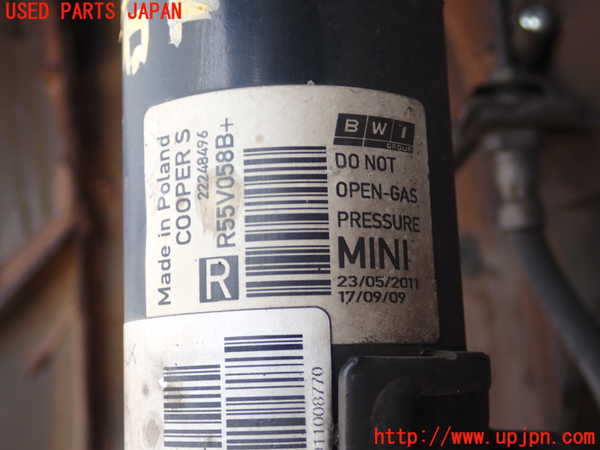 USED PARTS JAPAN
Made in Poland
COOPER S
22248496
R55V058B+
R
BWI
GROUP
DO NOT
OPEN-GAS
PRESSURE
MINI
23/05/2011
17/09/09
11008770
http://www.upjpn.com/